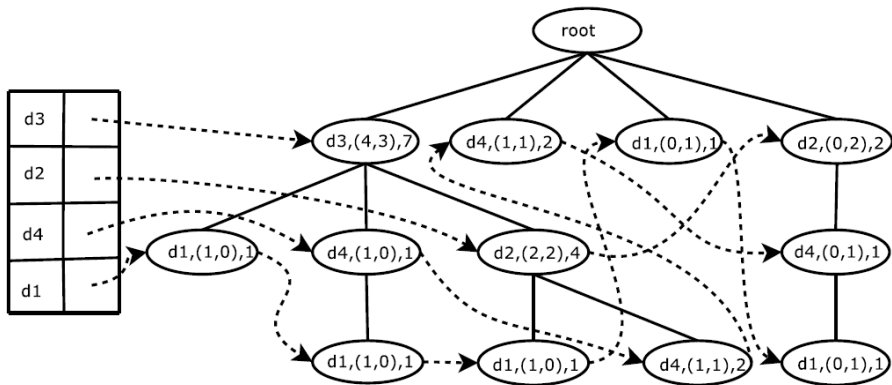 root
d3
d3,(4,3),7
d4,(1,1),2
d1,(0,1),1
d2,(0,2),2
d2
d4
d1,(1,0),1
d4,(1,0),1
d2,(2,2),4
d4,(0,1),1
d1
d1,(1,0),1
d1,(1,0),1
d4,(1,1),2
d1,(0,1),1